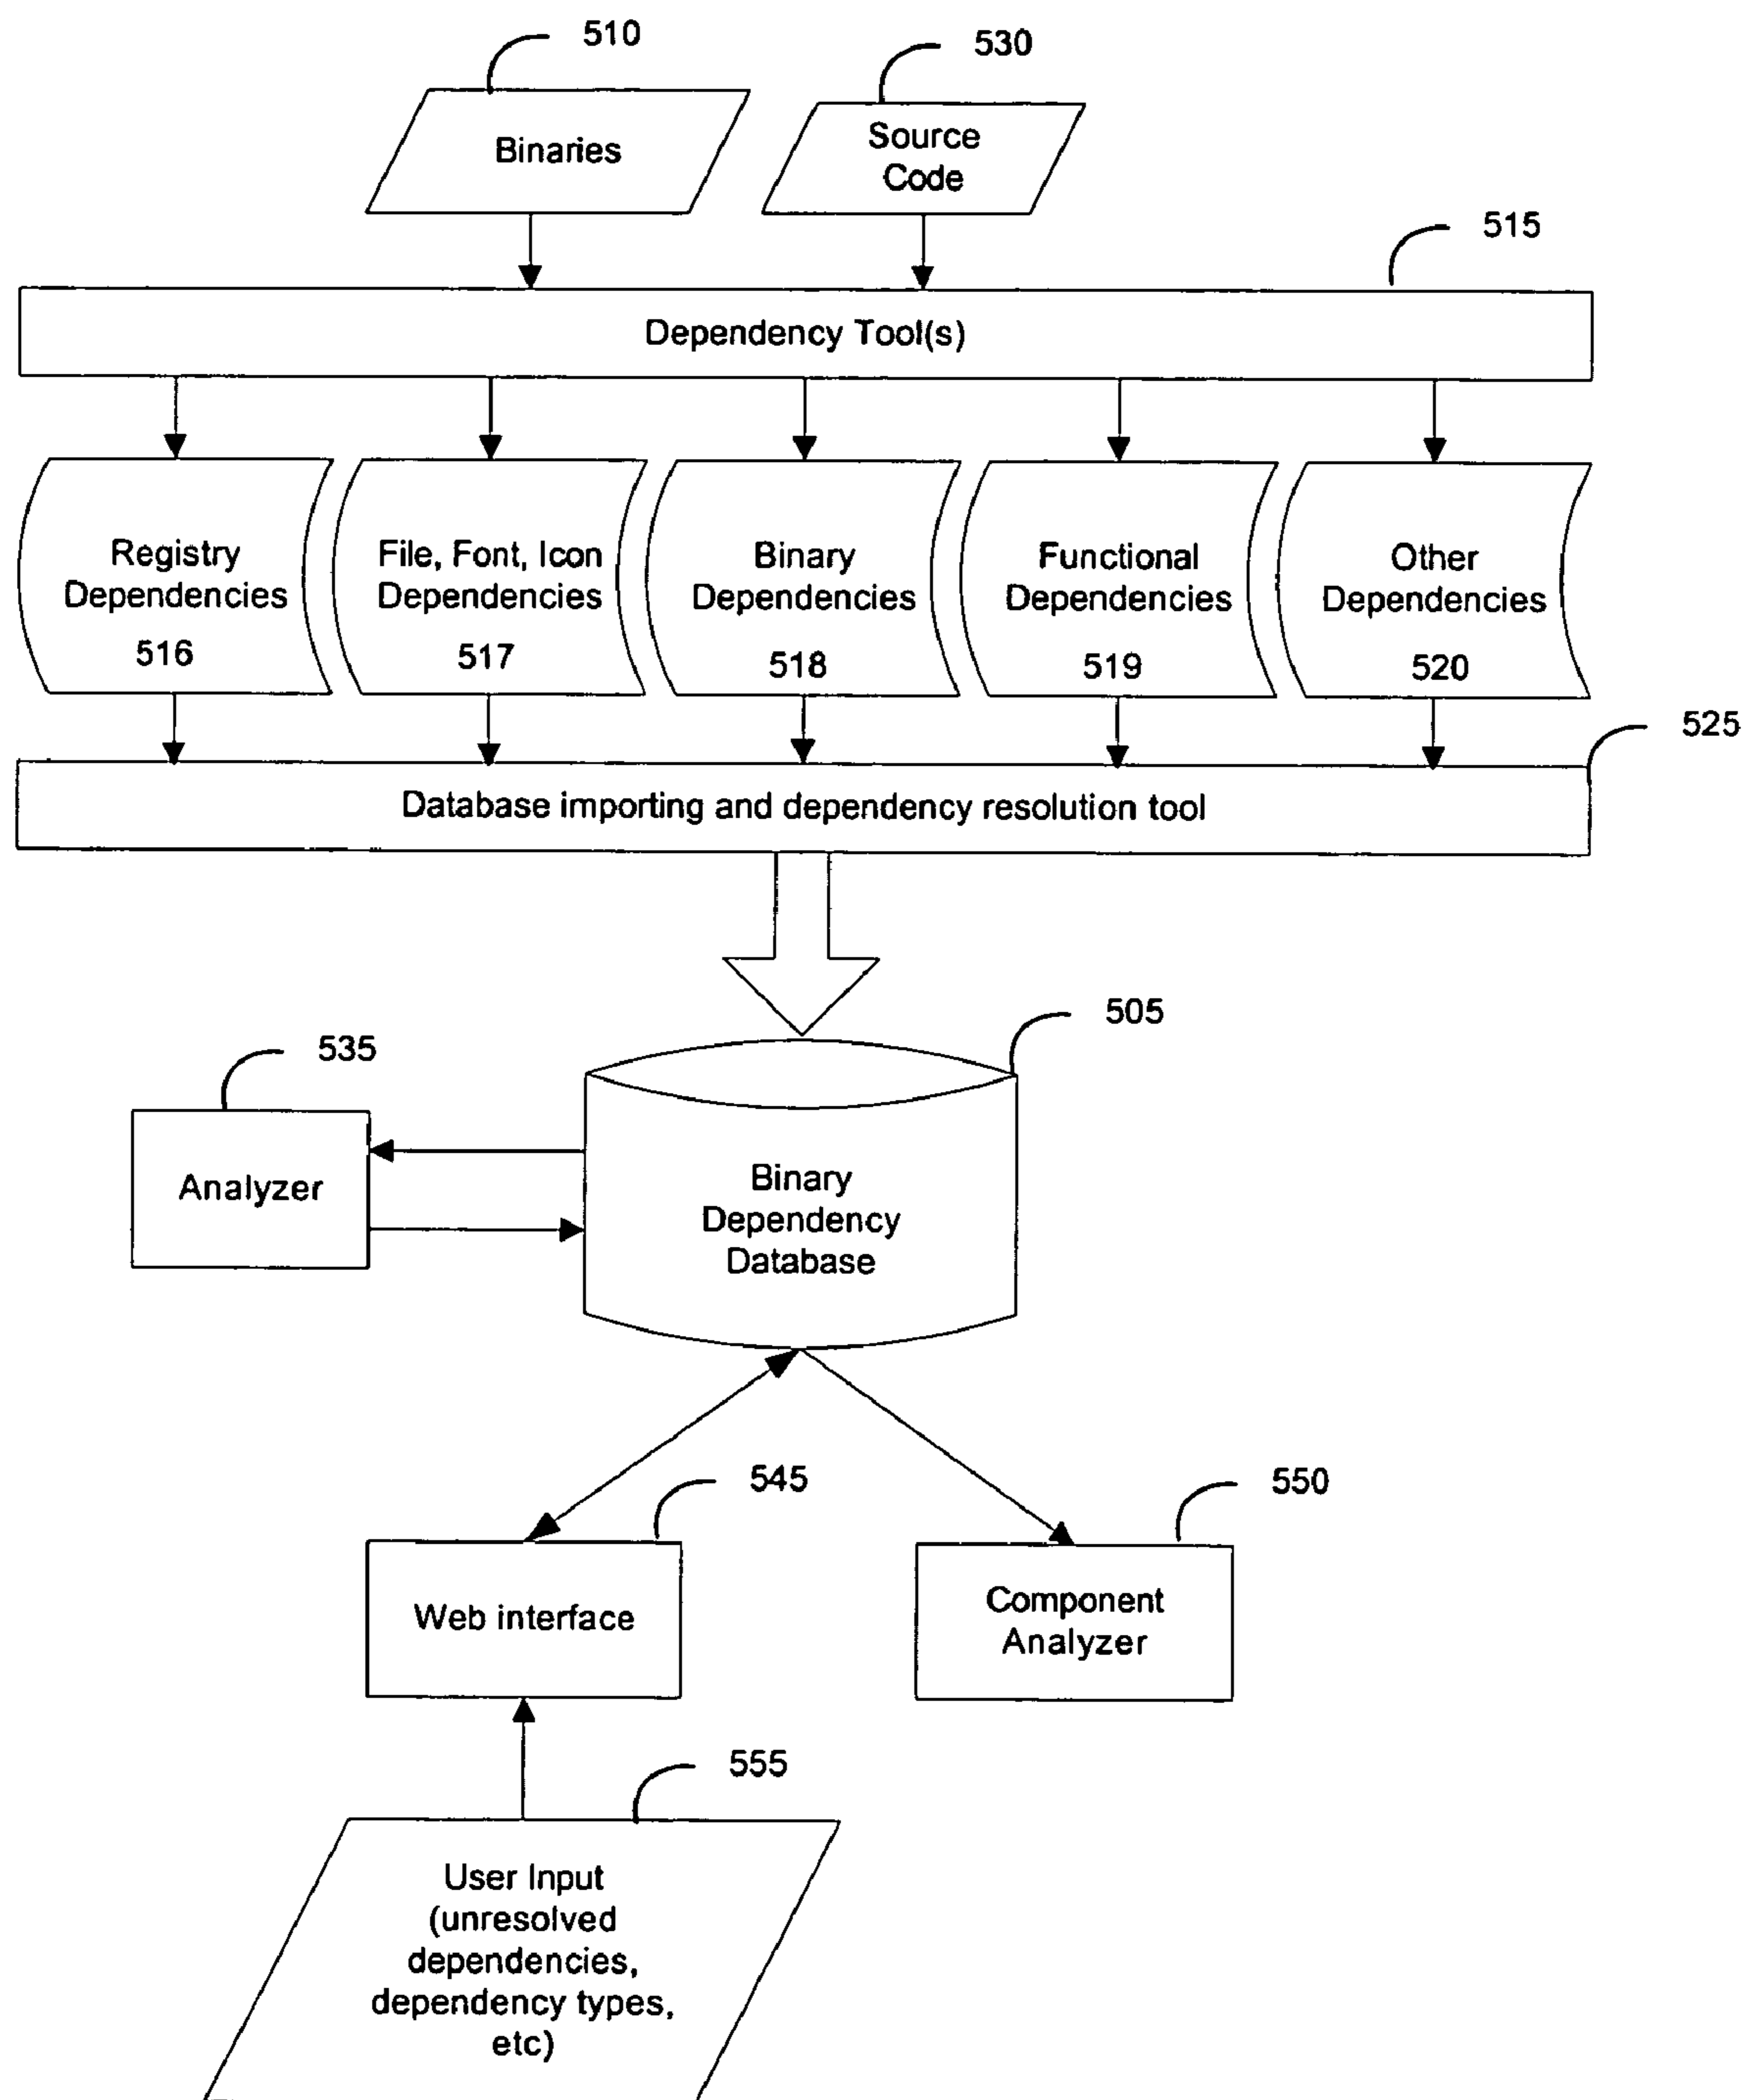 510
530
Binaries
Source
Code
515
Dependency Tool(s)
Registry
Dependencies
516
File, Font, Icon
Dependencies
517
Binary
Dependencies
518
Functional
Dependencies
519
Other
Dependencies
520
525
Database importing and dependency resolution tool
505
535
Analyzer
Binary
Dependency
Database
545
550
Web interface
Component
Analyzer
555
User Input
(unresolved
dependencies,
dependency types,
etc)